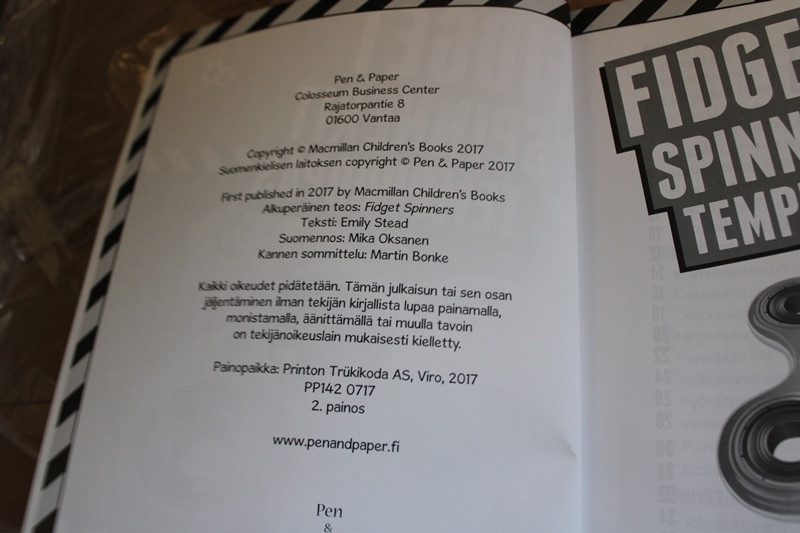 Pen & Paper
Colosseum Business Center
Rajatorpantie 8
01600 Vantaa
Copyright © Macmillan Children's Books 2017
Suomenkielisen laitoksen copyright © Pen & Paper 2017
First published in 2017 by Macmillan Children's Books
Alkuperäinen teos: Fidget Spinners
Teksti: Emily Stead
Suomennos: Mika Oksanen
Kannen sommittelu: Martin Bonke
Kaikki oikeudet pidätetään. Tämän julkaisun tai sen osan
jäljentäminen ilman tekijän kirjallista lupaa painamalla,
monistamalla, äänittämällä tai muulla tavoin
on tekijänoikeuslain mukaisesti kielletty.
Painopaikka: Printon Trükikoda AS, Viro, 2017
PP142 0717
2. painos
www.penandpaper.fi
Pen
&
FIDGE
SPINN
TEMP